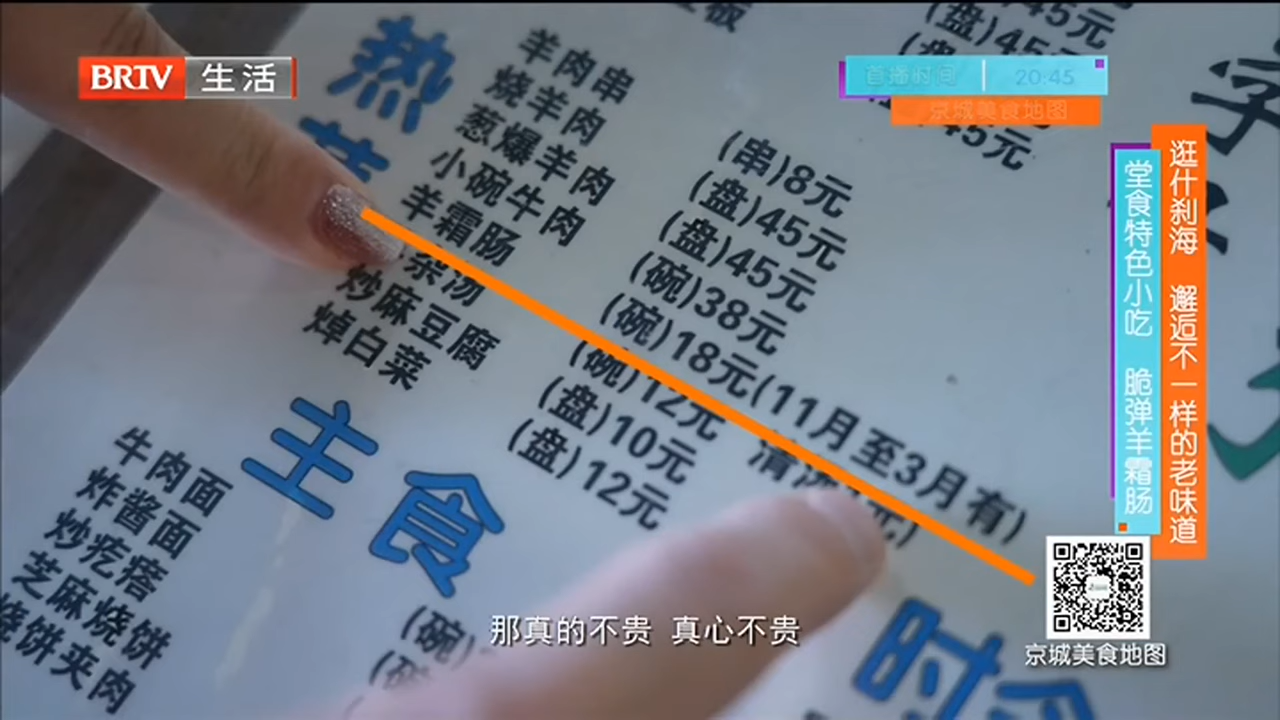 BRTV 生活
首播时间 20:45
京城美食地图
逛什刹海 邂逅不一样的老味道
堂食特色小吃 脆弹羊霜肠
热菜
羊肉串 (串)8元
烧羊肉 (盘)45元
葱爆羊肉 (盘)45元
小碗牛肉 (碗)38元
羊霜肠 (碗)18元(11月至3月有)
杂汤 (碗)12元
炒麻豆腐 (盘)10元
焯白菜 (盘)12元
主食
牛肉面
炸酱面
炒疙瘩
芝麻烧饼
烧饼夹肉
那真的不贵 真心不贵
京城美食地图